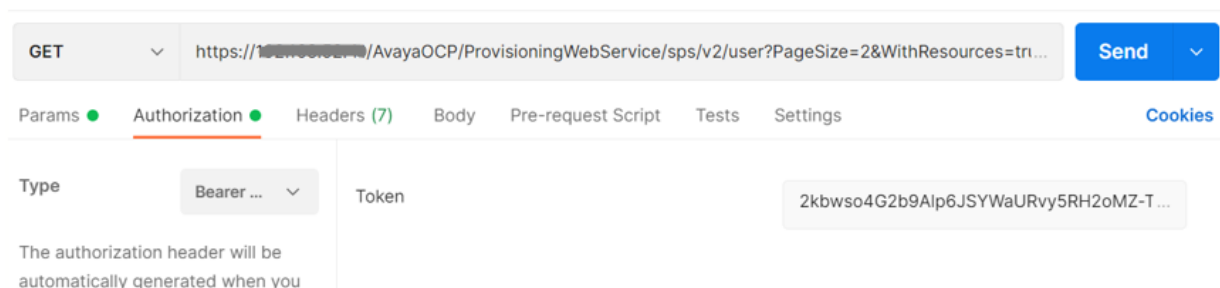 GET https:///AvayaOCP/ProvisioningWebService/sps/v2/user?PageSize=2&WithResources=tru... Send
Params Authorization Headers (7) Body Pre-request Script Tests Settings Cookies
Type Bearer ... Token 2kbwso4G2b9Alp6JSYWaURvy5RH2oMZ-T...
The authorization header will be
automatically generated when you